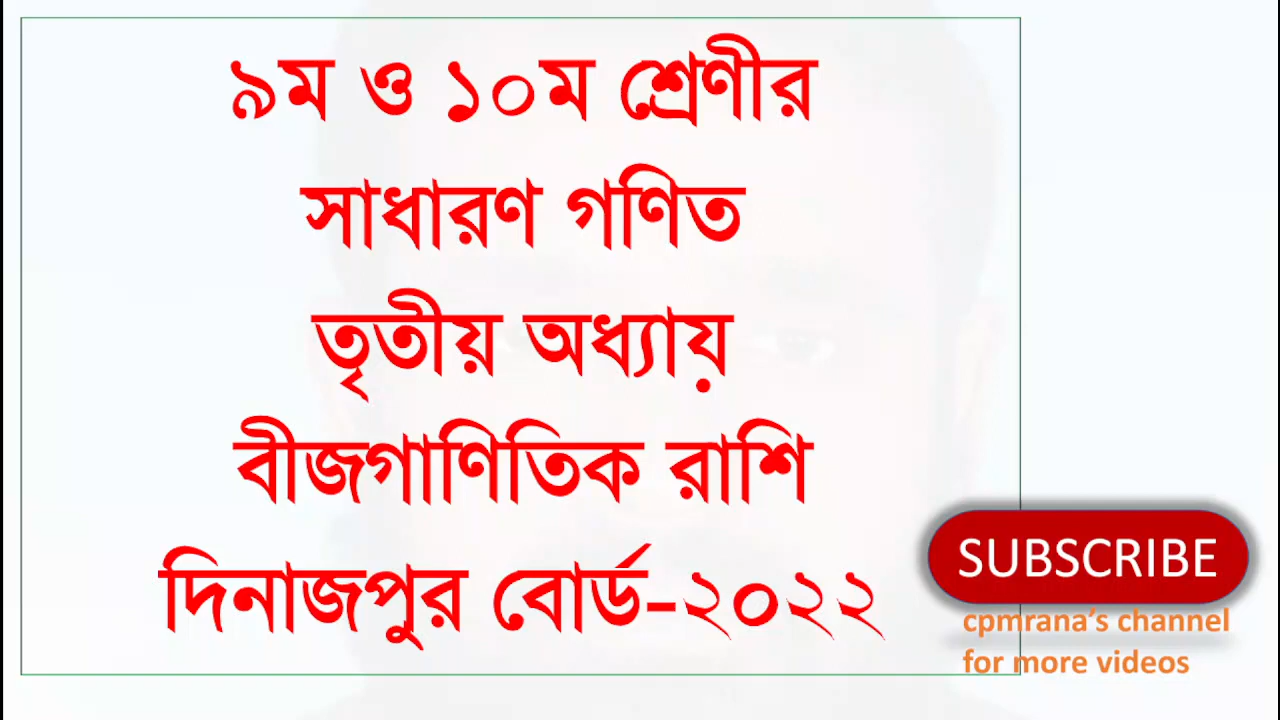 ৯ম ও ১০ম শ্রেণীর
সাধারণ গণিত
তৃতীয় অধ্যায়
বীজগাণিতিক রাশি
দিনাজপুর বোর্ড-২০২২
SUBSCRIBE
cpmrana's channel
for more videos